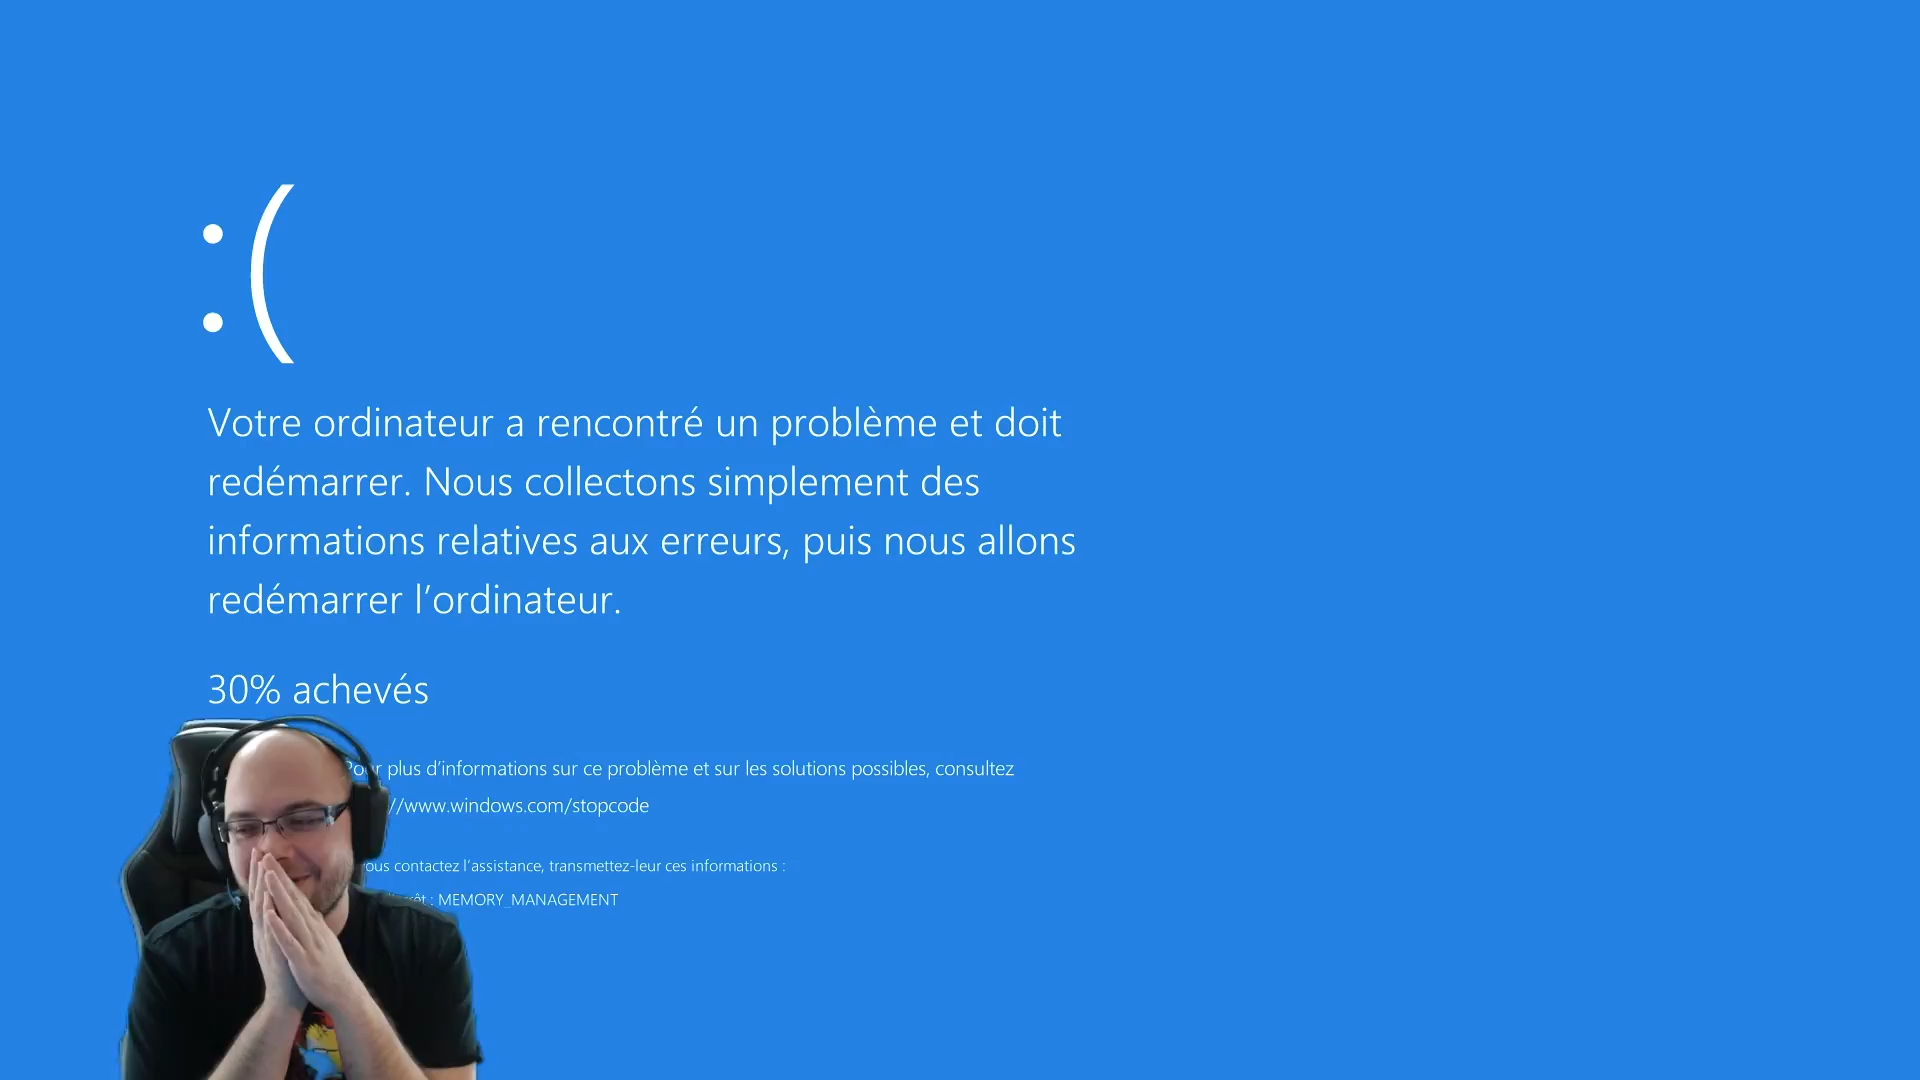 :(
Votre ordinateur a rencontré un problème et doit
redémarrer. Nous collectons simplement des
informations relatives aux erreurs, puis nous allons
redémarrer l’ordinateur.
30% achevés
Pour plus d’informations sur ce problème et sur les solutions possibles, consultez
//www.windows.com/stopcode
contactez l’assistance, transmettez-leur ces informations :
: MEMORY_MANAGEMENT